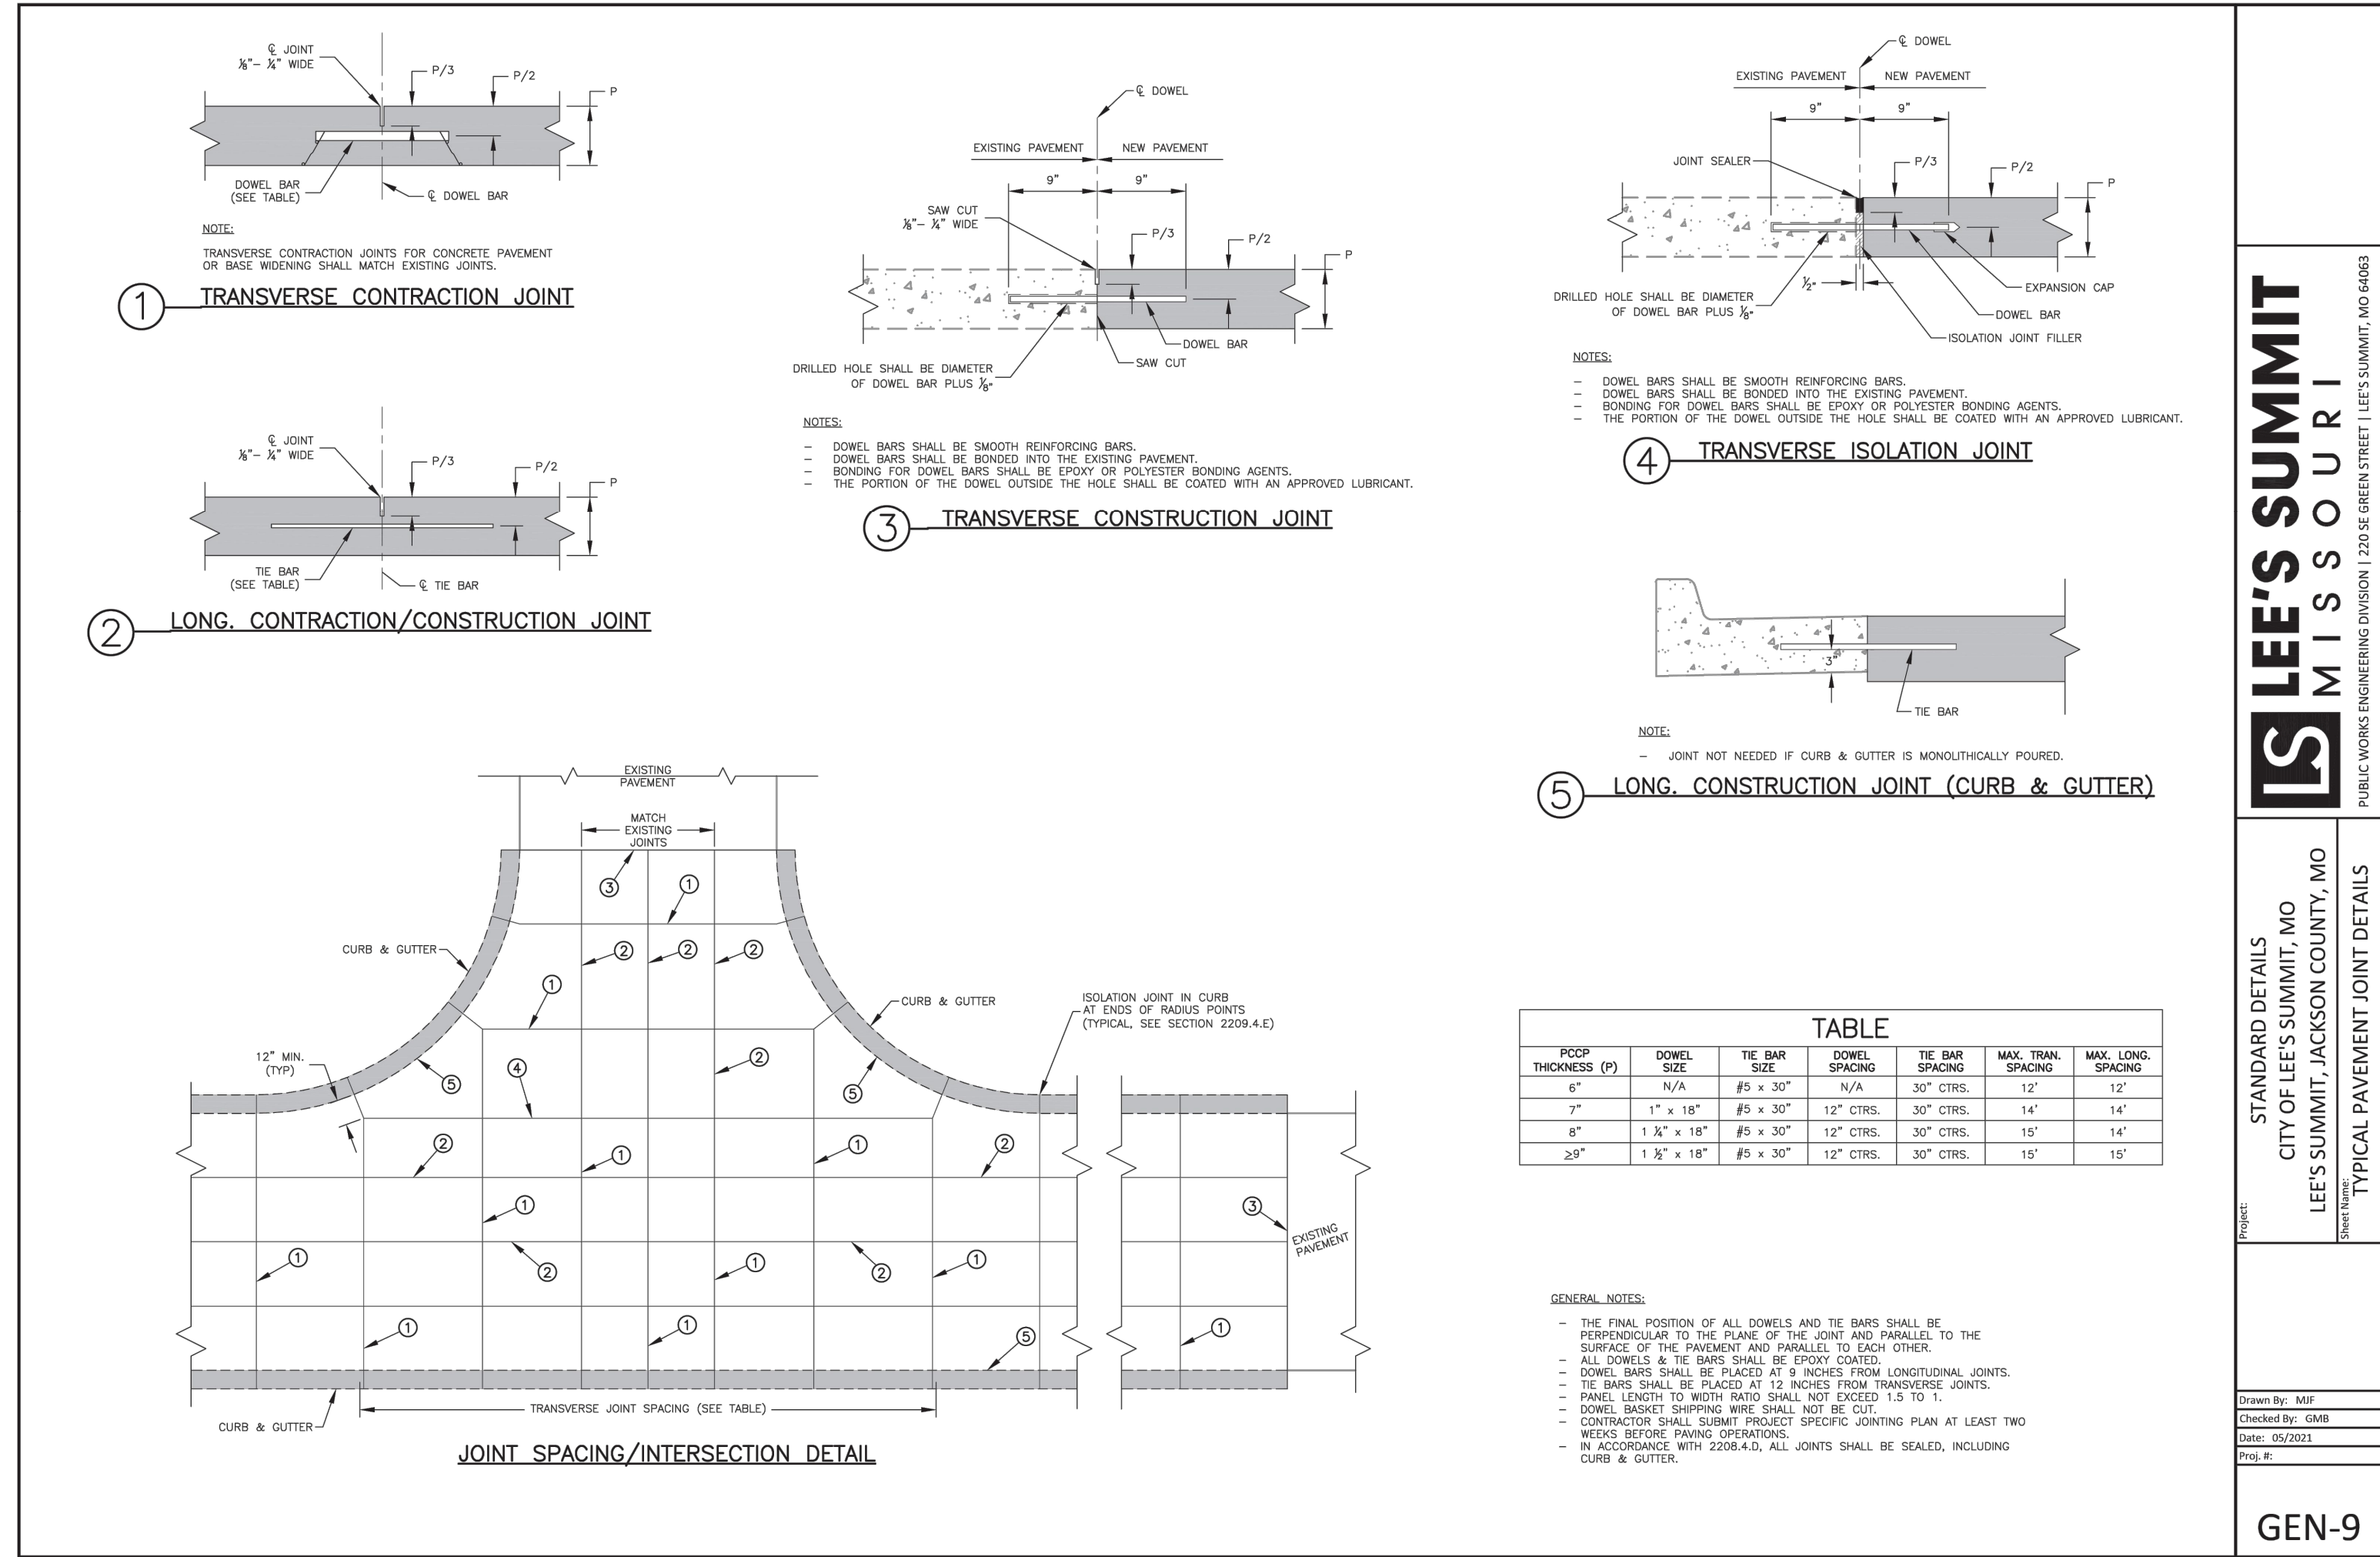 ℄ JOINT
⅛"– ¼" WIDE
P/3
P/2
P
DOWEL BAR
(SEE TABLE)
℄ DOWEL BAR
NOTE:
TRANSVERSE CONTRACTION JOINTS FOR CONCRETE PAVEMENT
OR BASE WIDENING SHALL MATCH EXISTING JOINTS.
1
TRANSVERSE CONTRACTION JOINT
℄ JOINT
⅛"– ¼" WIDE
P/3
P/2
P
TIE BAR
(SEE TABLE)
℄ TIE BAR
2
LONG. CONTRACTION/CONSTRUCTION JOINT
℄ DOWEL
EXISTING PAVEMENT
NEW PAVEMENT
9"
9"
SAW CUT
⅛"– ¼" WIDE
P/3
P/2
P
DOWEL BAR
SAW CUT
DRILLED HOLE SHALL BE DIAMETER
OF DOWEL BAR PLUS ⅛"
NOTES:
– DOWEL BARS SHALL BE SMOOTH REINFORCING BARS.
– DOWEL BARS SHALL BE BONDED INTO THE EXISTING PAVEMENT.
– BONDING FOR DOWEL BARS SHALL BE EPOXY OR POLYESTER BONDING AGENTS.
– THE PORTION OF THE DOWEL OUTSIDE THE HOLE SHALL BE COATED WITH AN APPROVED LUBRICANT.
3
TRANSVERSE CONSTRUCTION JOINT
℄ DOWEL
EXISTING PAVEMENT
NEW PAVEMENT
9"
9"
JOINT SEALER
P/3
P/2
P
½"
EXPANSION CAP
DOWEL BAR
ISOLATION JOINT FILLER
DRILLED HOLE SHALL BE DIAMETER
OF DOWEL BAR PLUS ⅛"
NOTES:
– DOWEL BARS SHALL BE SMOOTH REINFORCING BARS.
– DOWEL BARS SHALL BE BONDED INTO THE EXISTING PAVEMENT.
– BONDING FOR DOWEL BARS SHALL BE EPOXY OR POLYESTER BONDING AGENTS.
– THE PORTION OF THE DOWEL OUTSIDE THE HOLE SHALL BE COATED WITH AN APPROVED LUBRICANT.
4
TRANSVERSE ISOLATION JOINT
3"
TIE BAR
NOTE:
– JOINT NOT NEEDED IF CURB & GUTTER IS MONOLITHICALLY POURED.
5
LONG. CONSTRUCTION JOINT (CURB & GUTTER)
EXISTING
PAVEMENT
MATCH
EXISTING
JOINTS
3
1
CURB & GUTTER
2
2
2
1
CURB & GUTTER
ISOLATION JOINT IN CURB
AT ENDS OF RADIUS POINTS
(TYPICAL, SEE SECTION 2209.4.E)
12" MIN.
(TYP)
5
4
2
5
2
1
1
2
1
3
EXISTING
PAVEMENT
1
2
1
2
1
1
1
5
1
TRANSVERSE JOINT SPACING (SEE TABLE)
CURB & GUTTER
JOINT SPACING/INTERSECTION DETAIL
TABLE
PCCP THICKNESS (P) DOWEL SIZE TIE BAR SIZE DOWEL SPACING TIE BAR SPACING MAX. TRAN. SPACING MAX. LONG. SPACING
6" N/A #5 x 30" N/A 30" CTRS. 12' 12'
7" 1" x 18" #5 x 30" 12" CTRS. 30" CTRS. 14' 14'
8" 1 ¼" x 18" #5 x 30" 12" CTRS. 30" CTRS. 15' 14'
≥9" 1 ½" x 18" #5 x 30" 12" CTRS. 30" CTRS. 15' 15'
GENERAL NOTES:
– THE FINAL POSITION OF ALL DOWELS AND TIE BARS SHALL BE
PERPENDICULAR TO THE PLANE OF THE JOINT AND PARALLEL TO THE
SURFACE OF THE PAVEMENT AND PARALLEL TO EACH OTHER.
– ALL DOWELS & TIE BARS SHALL BE EPOXY COATED.
– DOWEL BARS SHALL BE PLACED AT 9 INCHES FROM LONGITUDINAL JOINTS.
– TIE BARS SHALL BE PLACED AT 12 INCHES FROM TRANSVERSE JOINTS.
– PANEL LENGTH TO WIDTH RATIO SHALL NOT EXCEED 1.5 TO 1.
– DOWEL BASKET SHIPPING WIRE SHALL NOT BE CUT.
– CONTRACTOR SHALL SUBMIT PROJECT SPECIFIC JOINTING PLAN AT LEAST TWO
WEEKS BEFORE PAVING OPERATIONS.
– IN ACCORDANCE WITH 2208.4.D, ALL JOINTS SHALL BE SEALED, INCLUDING
CURB & GUTTER.
LS
LEE'S SUMMIT
MISSOURI
PUBLIC WORKS ENGINEERING DIVISION | 220 SE GREEN STREET | LEE'S SUMMIT, MO 64063
Project:
STANDARD DETAILS
CITY OF LEE'S SUMMIT, MO
LEE'S SUMMIT, JACKSON COUNTY, MO
Sheet Name:
TYPICAL PAVEMENT JOINT DETAILS
Drawn By: MJF
Checked By: GMB
Date: 05/2021
Proj. #:
GEN-9